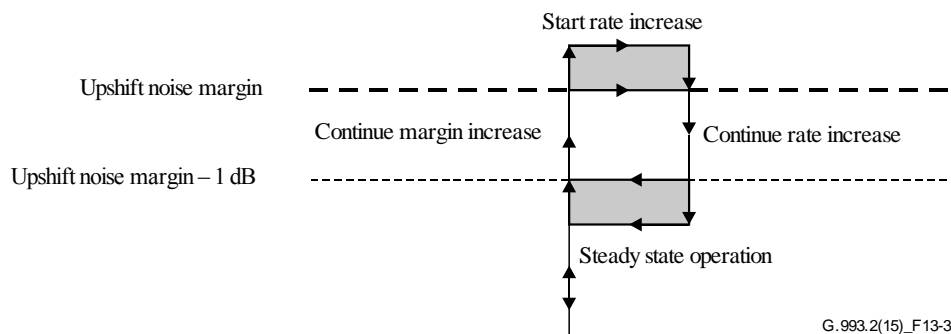 Start rate increase
Upshift noise margin
Continue margin increase
Continue rate increase
Upshift noise margin – 1 dB
Steady state operation
G.993.2(15)_F13-3